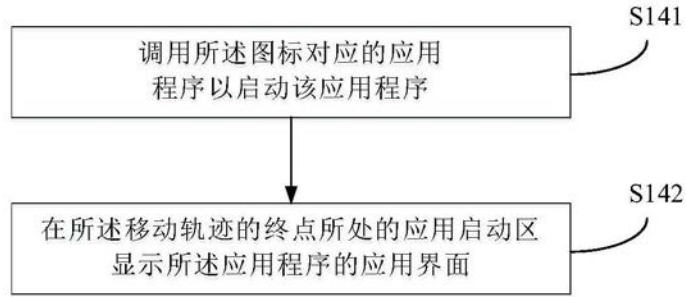 S141
调用所述图标对应的应用
程序以启动该应用程序
S142
在所述移动轨迹的终点所处的应用启动区
显示所述应用程序的应用界面